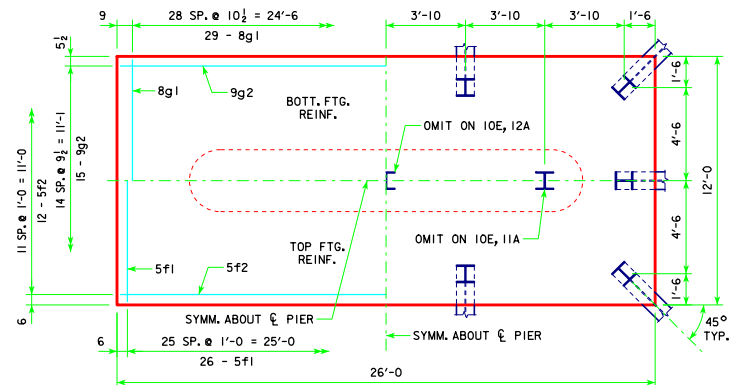 9
28 SP. @ 10½ = 24'-6
29 - 8g1
3'-10
3'-10
3'-10
1'-6
5½
8g1
9g2
BOTT. FTG.
REINF.
OMIT ON 10E, 12A
1'-6
4'-6
12'-0
4'-6
1'-6
11 SP. @ 1'-0 = 11'-0
12 - 5f2
14 SP. @ 9½ = 11'-1
15 - 9g2
OMIT ON 10E, 11A
TOP FTG.
REINF.
5f1
5f2
6
SYMM. ABOUT ℄ PIER
SYMM. ABOUT ℄ PIER
45°
TYP.
6
25 SP. @ 1'-0 = 25'-0
26 - 5f1
26'-0